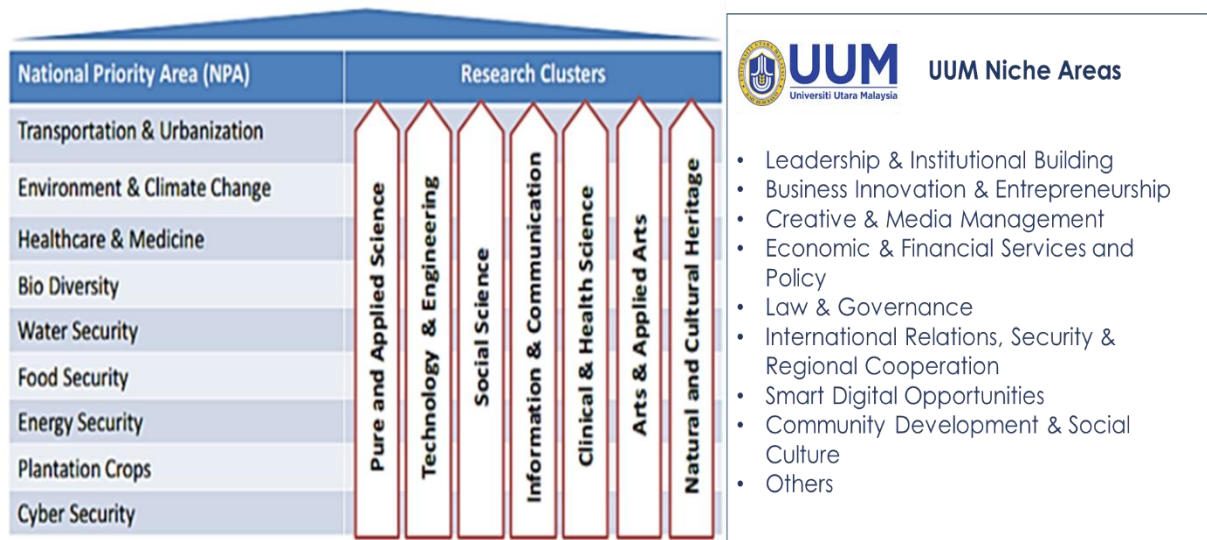 National Priority Area (NPA)
Research Clusters
Transportation & Urbanization
Environment & Climate Change
Healthcare & Medicine
Bio Diversity
Water Security
Food Security
Energy Security
Plantation Crops
Cyber Security
Pure and Applied Science
Technology & Engineering
Social Science
Information & Communication
Clinical & Health Science
Arts & Applied Arts
Natural and Cultural Heritage
UUM
Universiti Utara Malaysia
UUM Niche Areas
• Leadership & Institutional Building
• Business Innovation & Entrepreneurship
• Creative & Media Management
• Economic & Financial Services and
Policy
• Law & Governance
• International Relations, Security &
Regional Cooperation
• Smart Digital Opportunities
• Community Development & Social
Culture
• Others